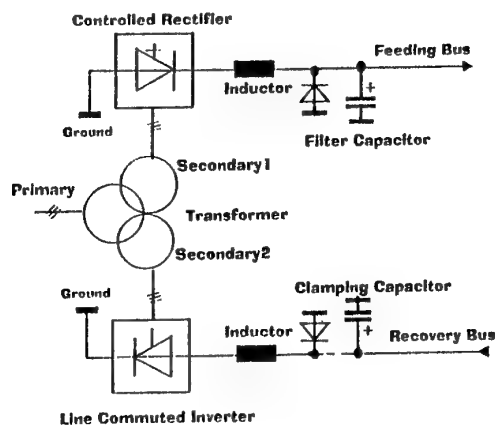 Controlled Rectifier
Feeding Bus
Inductor
+
Ground
Filter Capacitor
Secondary1
Primary
Transformer
Secondary2
Ground
Clamping Capacitor
Inductor
+
Recovery Bus
Line Commuted Inverter